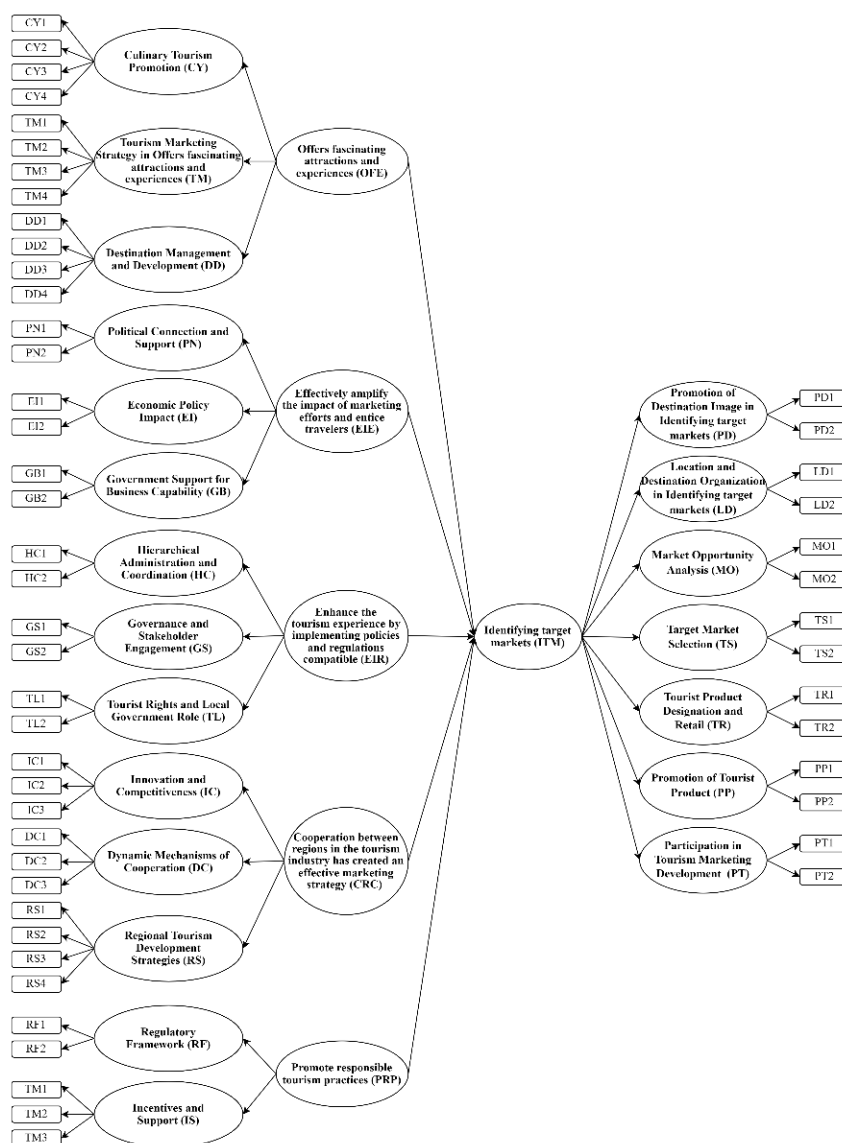 CY1
CY2
CY3
CY4
Culinary Tourism
Promotion (CY)
TM1
TM2
TM3
TM4
Tourism Marketing
Strategy in Offers fascinating
attractions and
experiences (TM)
DD1
DD2
DD3
DD4
Destination Management
and Development (DD)
Offers fascinating
attractions and
experiences (OFE)
PN1
PN2
Political Connection and
Support (PN)
EI1
EI2
Economic Policy
Impact (EI)
GB1
GB2
Government Support for
Business Capability (GB)
Effectively amplify
the impact of marketing
efforts and entice
travelers (EIE)
HC1
HC2
Hierarchical
Administration and
Coordination (HC)
GS1
GS2
Governance and
Stakeholder
Engagement (GS)
TL1
TL2
Tourist Rights and Local
Government Role (TL)
Enhance the
tourism experience by
implementing policies
and regulations
compatible (EIR)
IC1
IC2
IC3
Innovation and
Competitiveness (IC)
DC1
DC2
DC3
Dynamic Mechanisms of
Cooperation (DC)
RS1
RS2
RS3
RS4
Regional Tourism
Development
Strategies (RS)
Cooperation between
regions in the tourism
industry has created an
effective marketing
strategy (CRC)
RF1
RF2
Regulatory
Framework (RF)
TM1
TM2
TM3
Incentives and
Support (IS)
Promote responsible
tourism practices (PRP)
Identifying target
markets (ITM)
Promotion of
Destination Image in
Identifying target
markets (PD)
PD1
PD2
Location and
Destination Organization
in Identifying target
markets (LD)
LD1
LD2
Market Opportunity
Analysis (MO)
MO1
MO2
Target Market
Selection (TS)
TS1
TS2
Tourist Product
Designation and
Retail (TR)
TR1
TR2
Promotion of Tourist
Product (PP)
PP1
PP2
Participation in
Tourism Marketing
Development (PT)
PT1
PT2